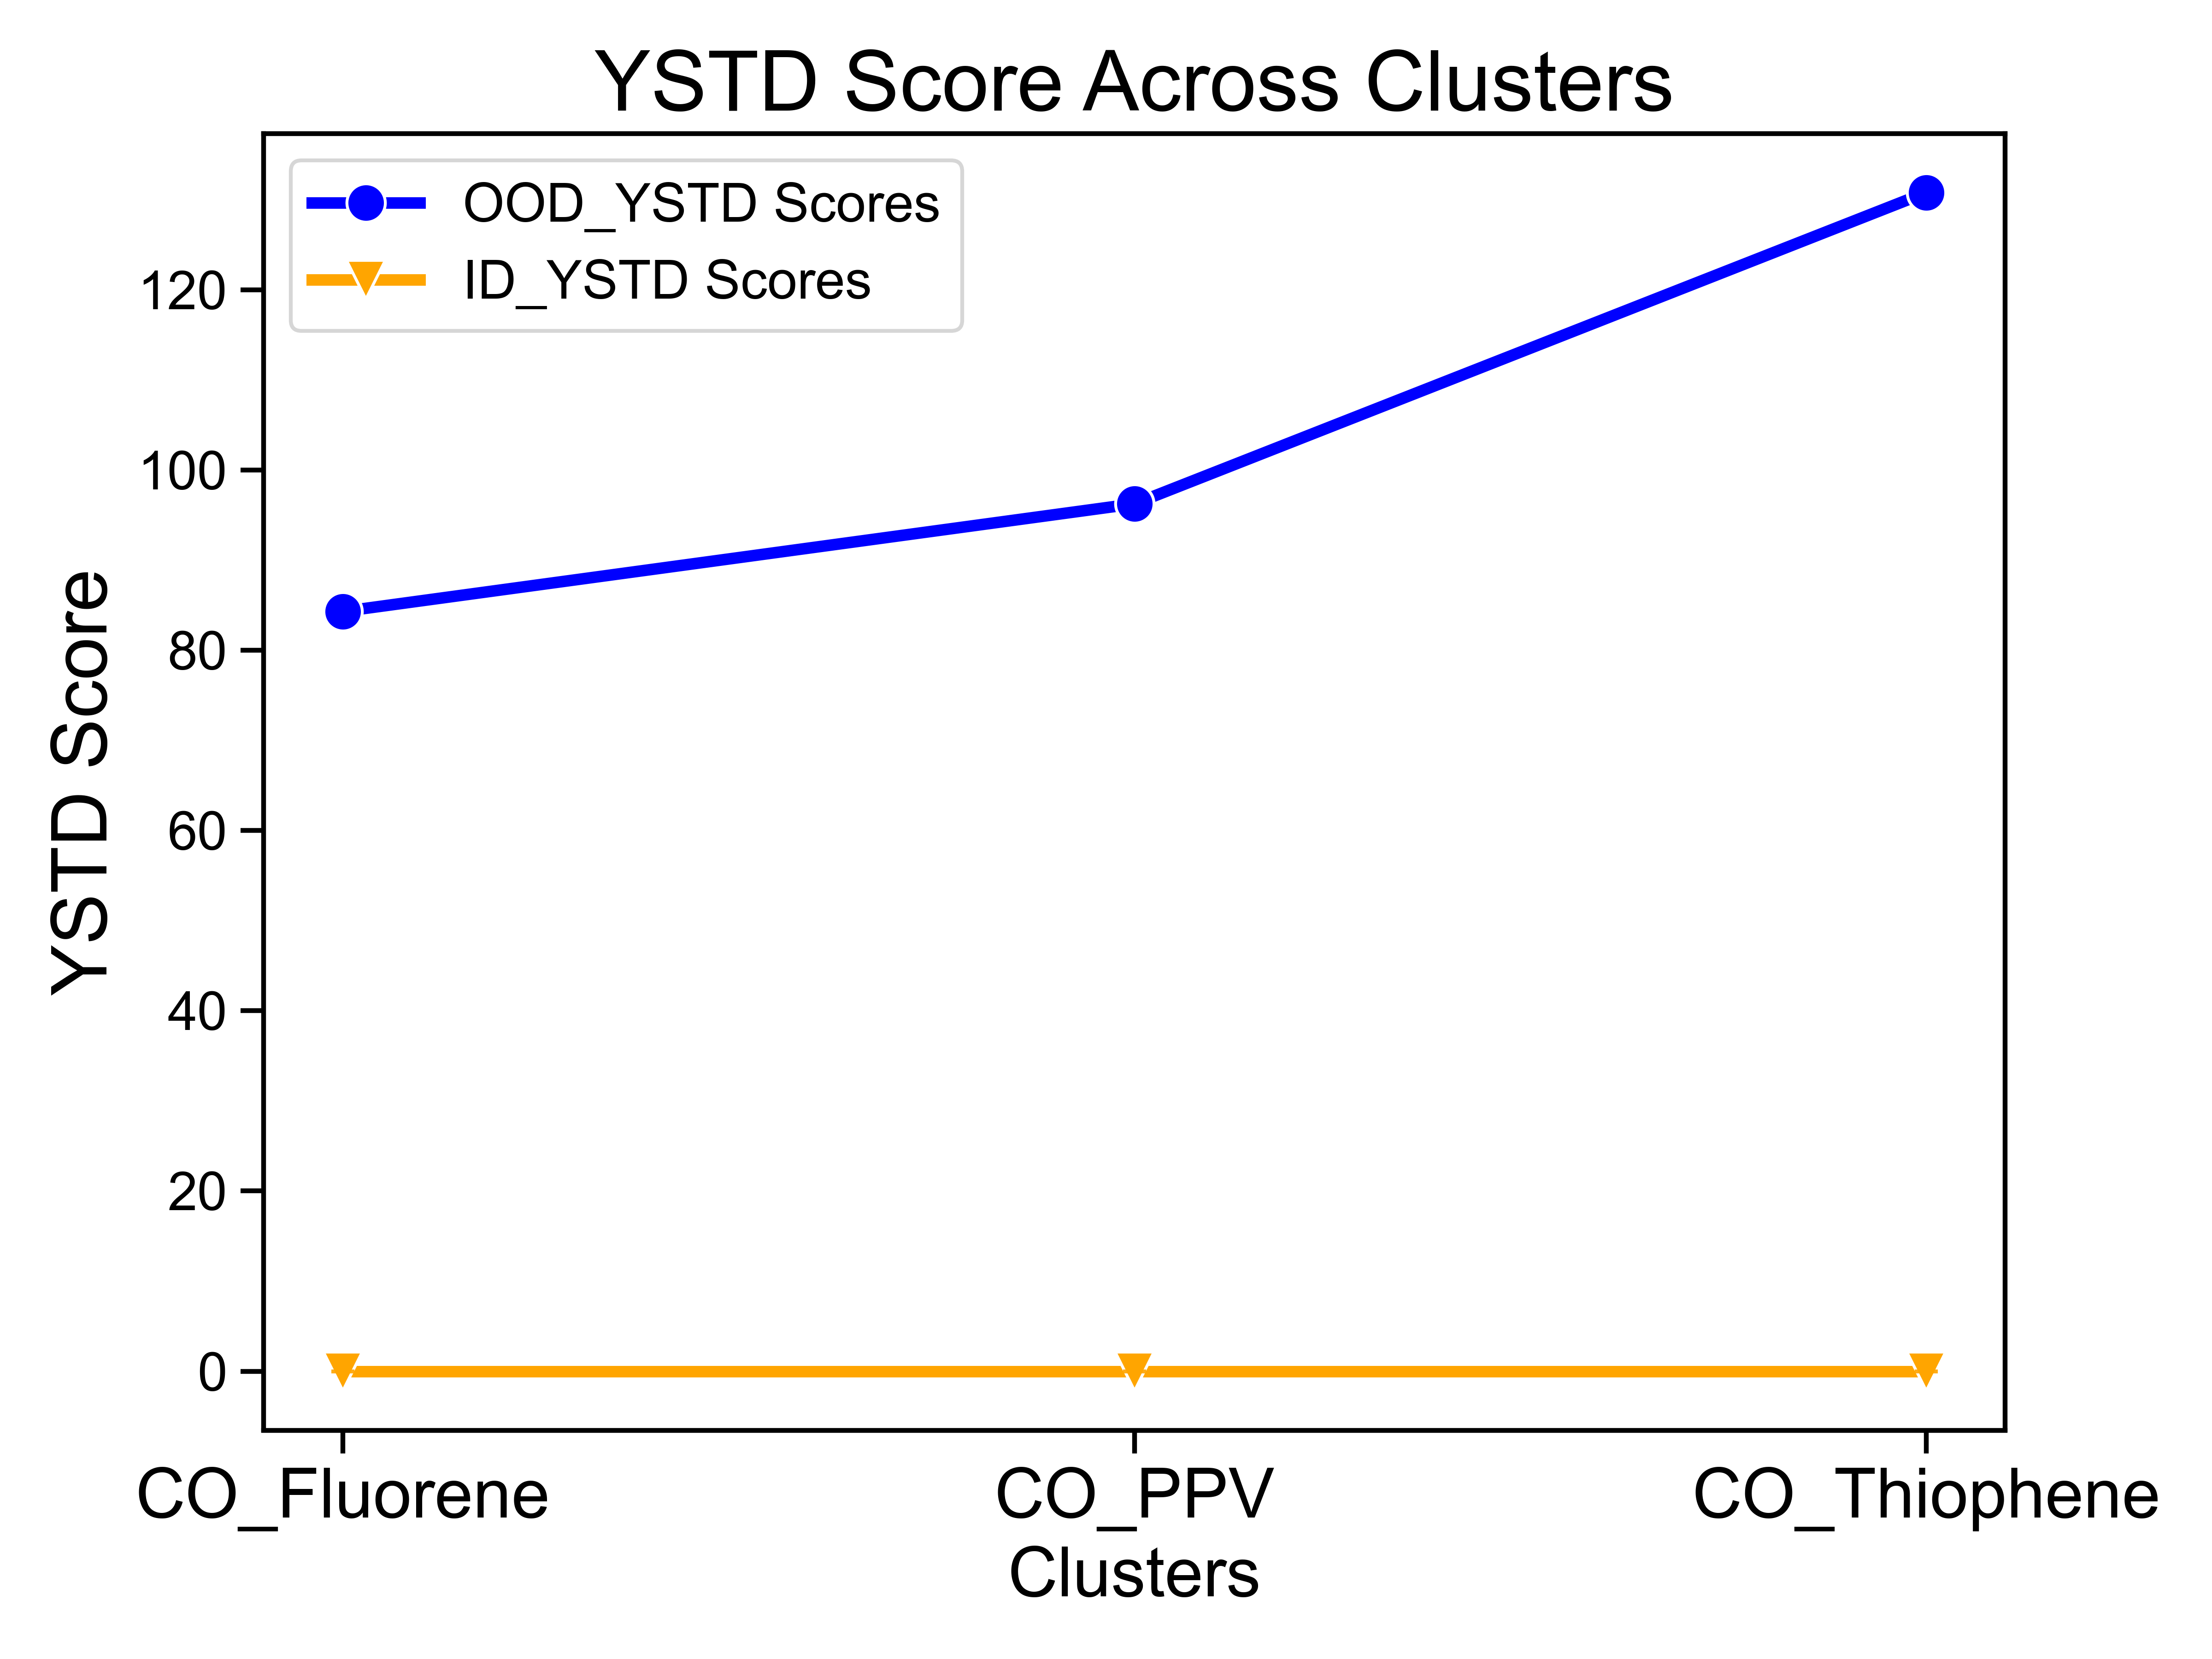 YSTD Score Across Clusters
OOD_YSTD Scores
ID_YSTD Scores
YSTD Score
120
100
80
60
40
20
0
CO_Fluorene
CO_PPV
CO_Thiophene
Clusters